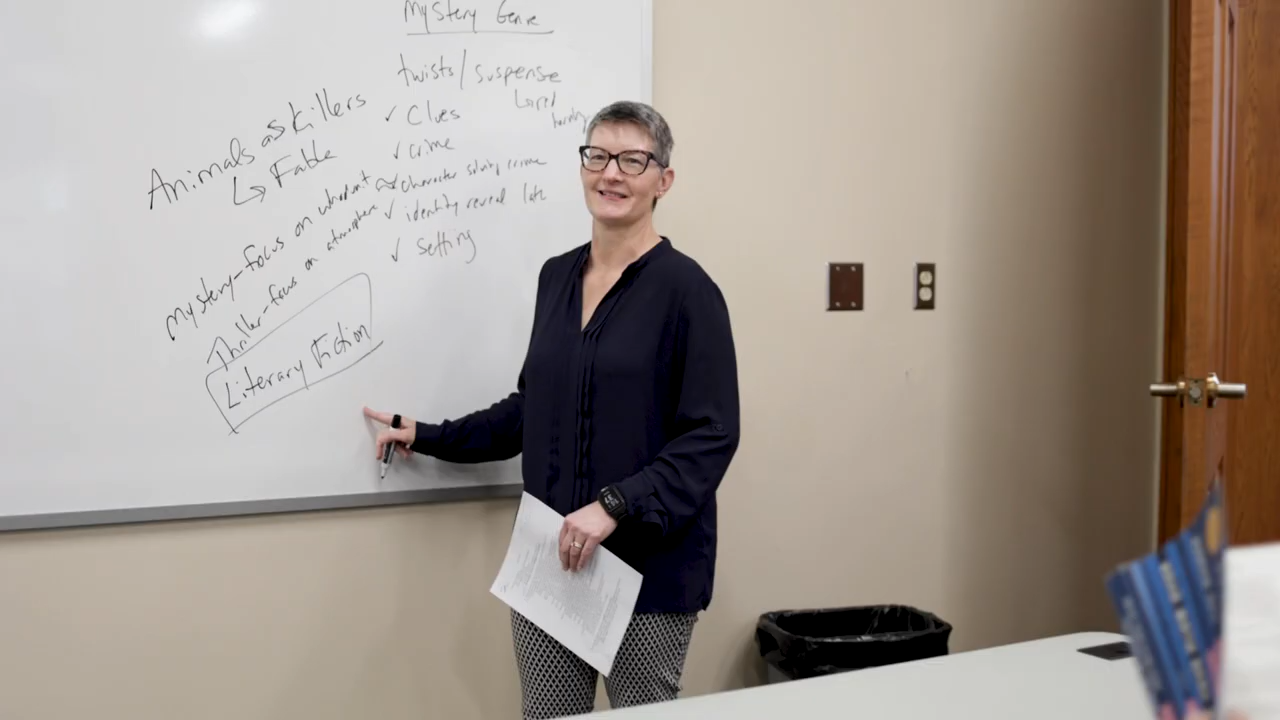 Mystery Genre
twists/suspense
✓ Clues
✓ crime
character solving crime
✓ identity reveal late
✓ setting
Animals as killers
↳ Fable
Mystery-focus on whodunit
Thriller-focus on atmosphere
Literary Fiction